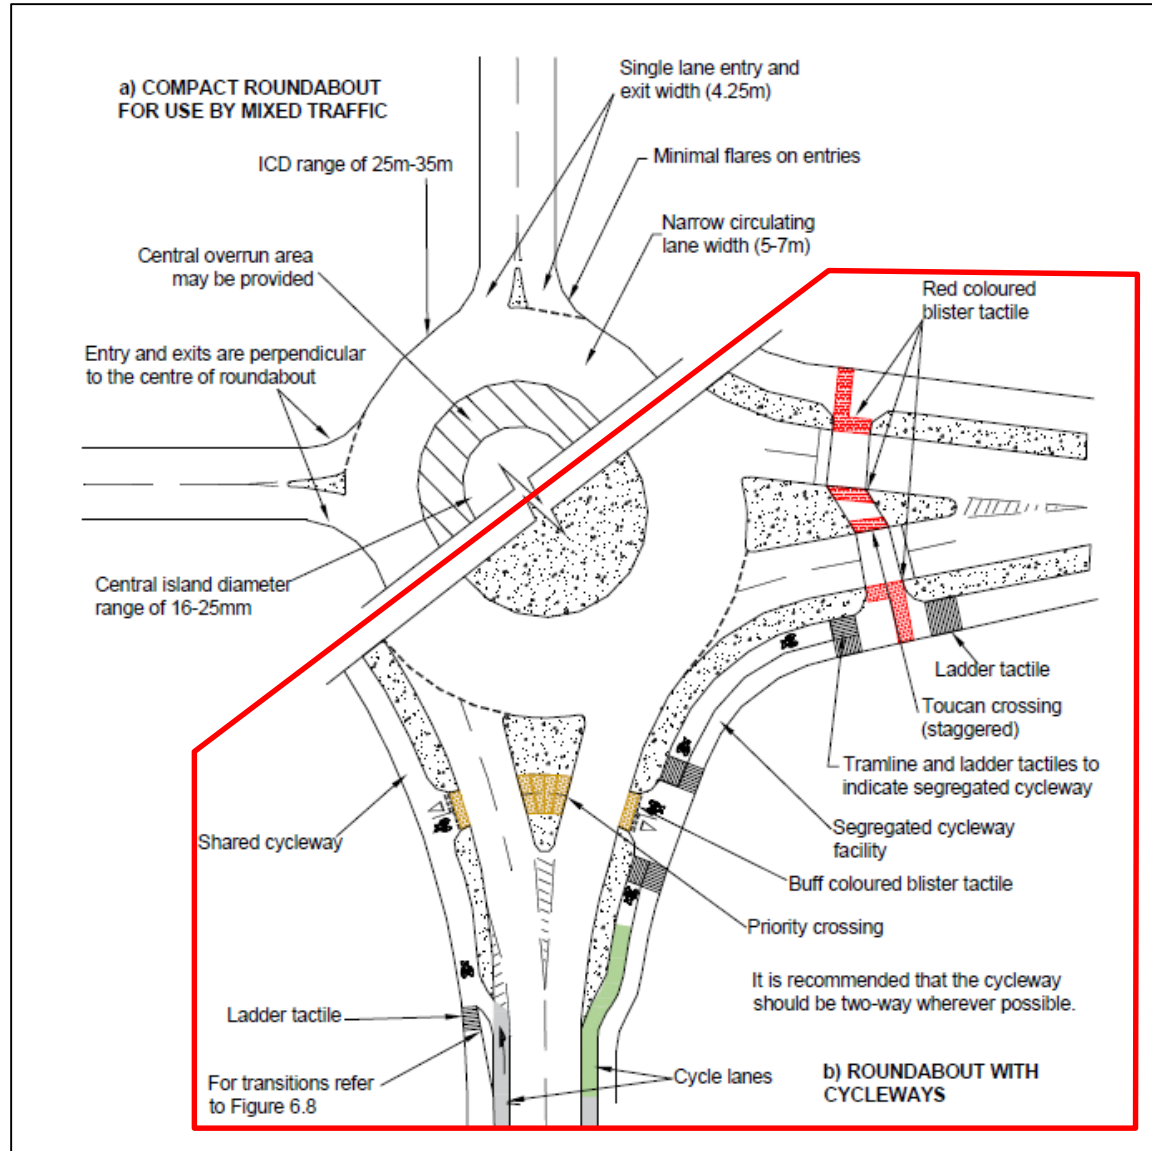 a) COMPACT ROUNDABOUT
FOR USE BY MIXED TRAFFIC
Single lane entry and
exit width (4.25m)
ICD range of 25m-35m
Minimal flares on entries
Narrow circulating
lane width (5-7m)
Central overrun area
may be provided
Red coloured
blister tactile
Entry and exits are perpendicular
to the centre of roundabout
Central island diameter
range of 16-25mm
Ladder tactile
Toucan crossing
(staggered)
Tramline and ladder tactiles to
indicate segregated cycleway
Shared cycleway
Segregated cycleway
facility
Buff coloured blister tactile
Priority crossing
It is recommended that the cycleway
should be two-way wherever possible.
Ladder tactile
For transitions refer
to Figure 6.8
Cycle lanes
b) ROUNDABOUT WITH
CYCLEWAYS